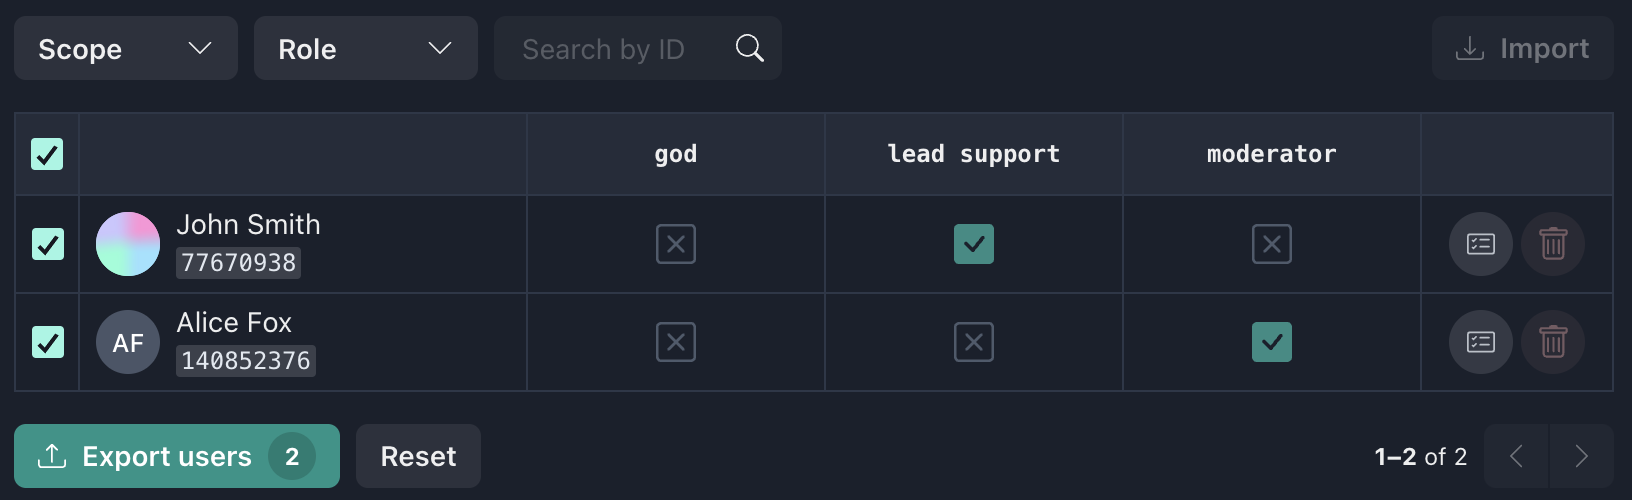 Scope
Role
Search by ID
Import
god
lead support
moderator
John Smith
77670938
AF
Alice Fox
140852376
Export users 2
Reset
1–2 of 2